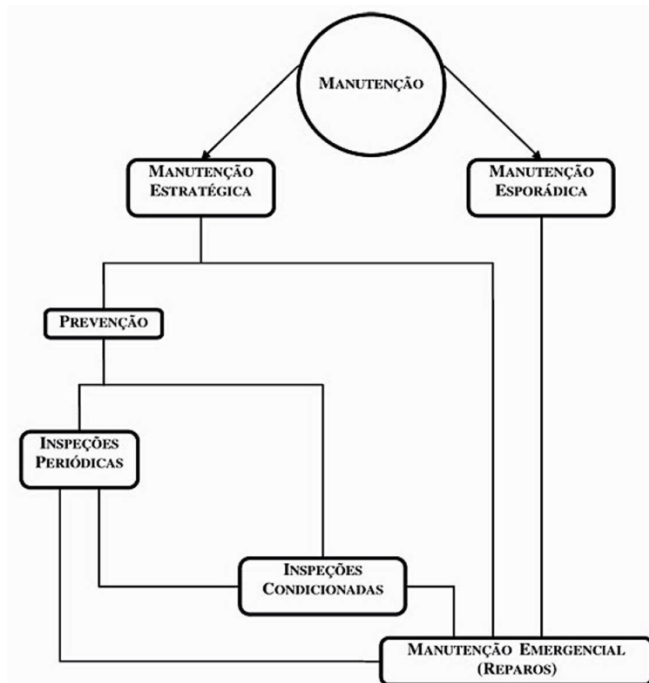 MANUTENÇÃO
MANUTENÇÃO
ESTRATÉGICA
MANUTENÇÃO
ESPORÁDICA
PREVENÇÃO
INSPEÇÕES
PERIÓDICAS
INSPEÇÕES
CONDICIONADAS
MANUTENÇÃO EMERGENCIAL
(REPAROS)